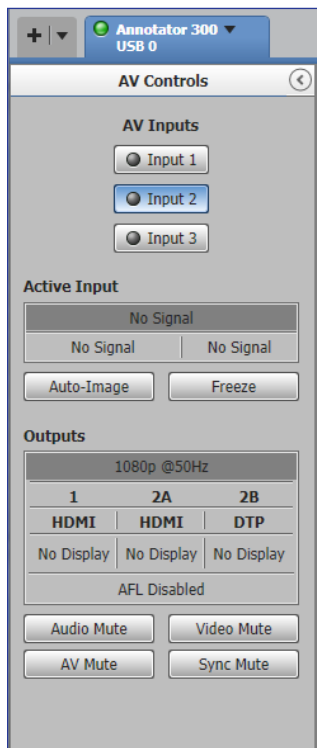 Annotator 300
USB 0
AV Controls
AV Inputs
Input 1
Input 2
Input 3
Active Input
No Signal
No Signal No Signal
Auto-Image Freeze
Outputs
1080p @50Hz
1 2A 2B
HDMI HDMI DTP
No Display No Display No Display
AFL Disabled
Audio Mute Video Mute
AV Mute Sync Mute